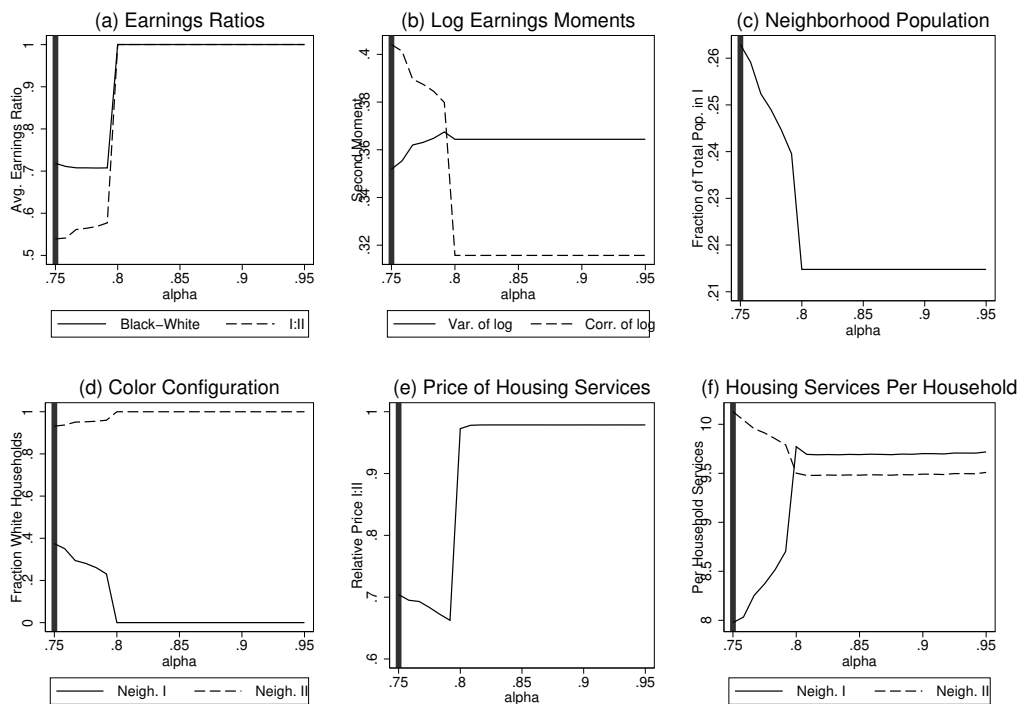 (a) Earnings Ratios
Avg. Earnings Ratio
.5 .6 .7 .8 .9 1
.75 .8 .85 .9 .95
alpha
Black−White I:II
(b) Log Earnings Moments
Second Moment
.32 .34 .36 .38 .4
.75 .8 .85 .9 .95
alpha
Var. of log Corr. of log
(c) Neighborhood Population
Fraction of Total Pop. in I
.21 .22 .23 .24 .25 .26
.75 .8 .85 .9 .95
alpha
(d) Color Configuration
Fraction White Households
0 .2 .4 .6 .8 1
.75 .8 .85 .9 .95
alpha
Neigh. I Neigh. II
(e) Price of Housing Services
Relative Price I:II
.6 .7 .8 .9 1
.75 .8 .85 .9 .95
alpha
(f) Housing Services Per Household
Per Household Services
8 8.5 9 9.5 10
.75 .8 .85 .9 .95
alpha
Neigh. I Neigh. II